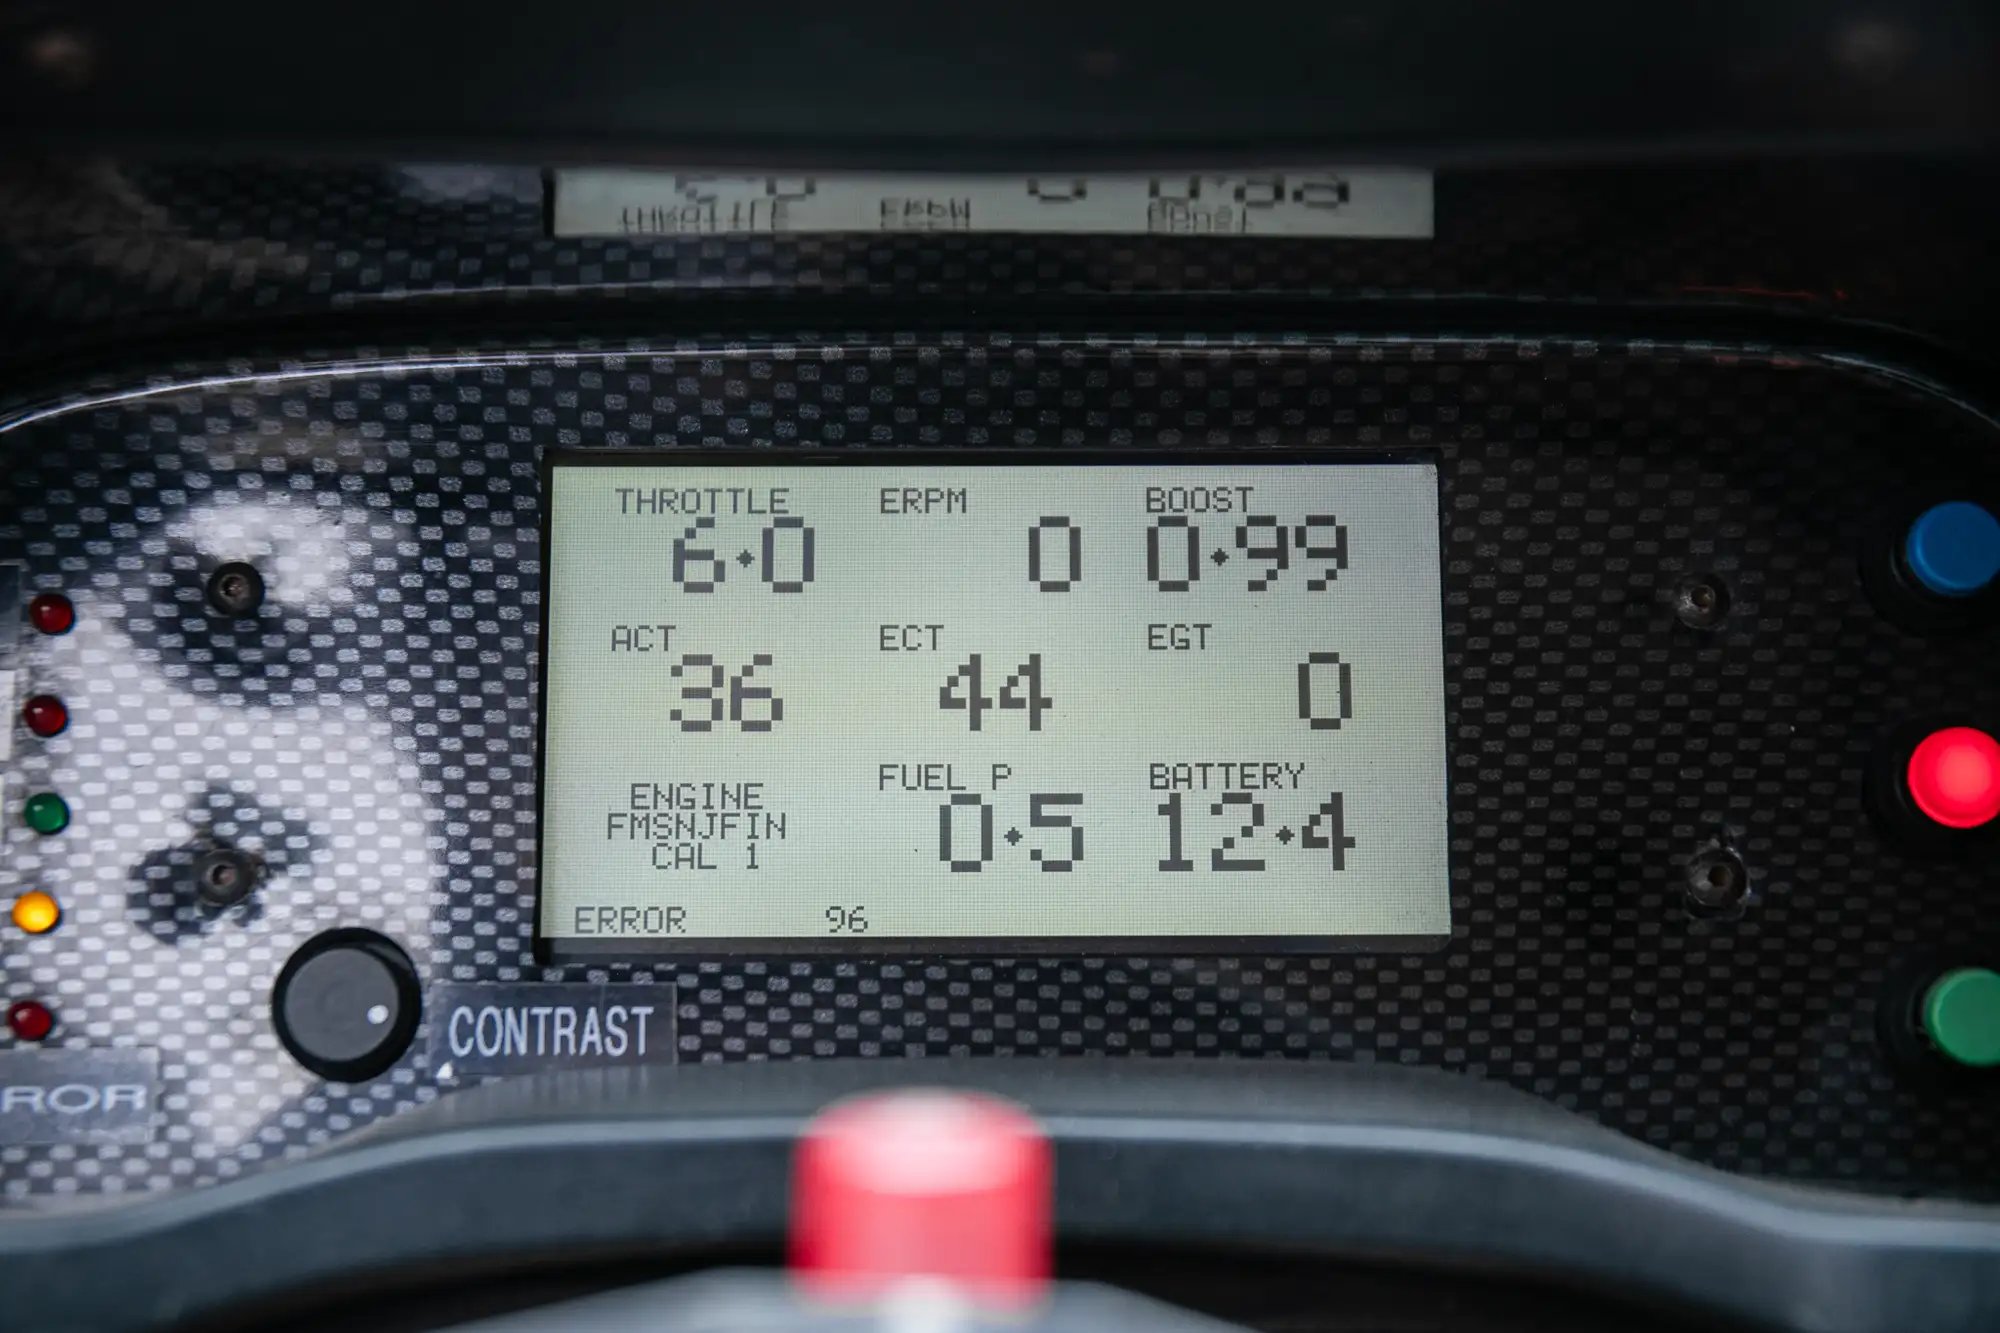 THROTTLE ERPM BOOST
6.0 0 0.99
ACT ECT EGT
36 44 0
FUEL P BATTERY
0.5 12.4
ENGINE
FMSNJFIN
CAL 1
ERROR 96
CONTRAST